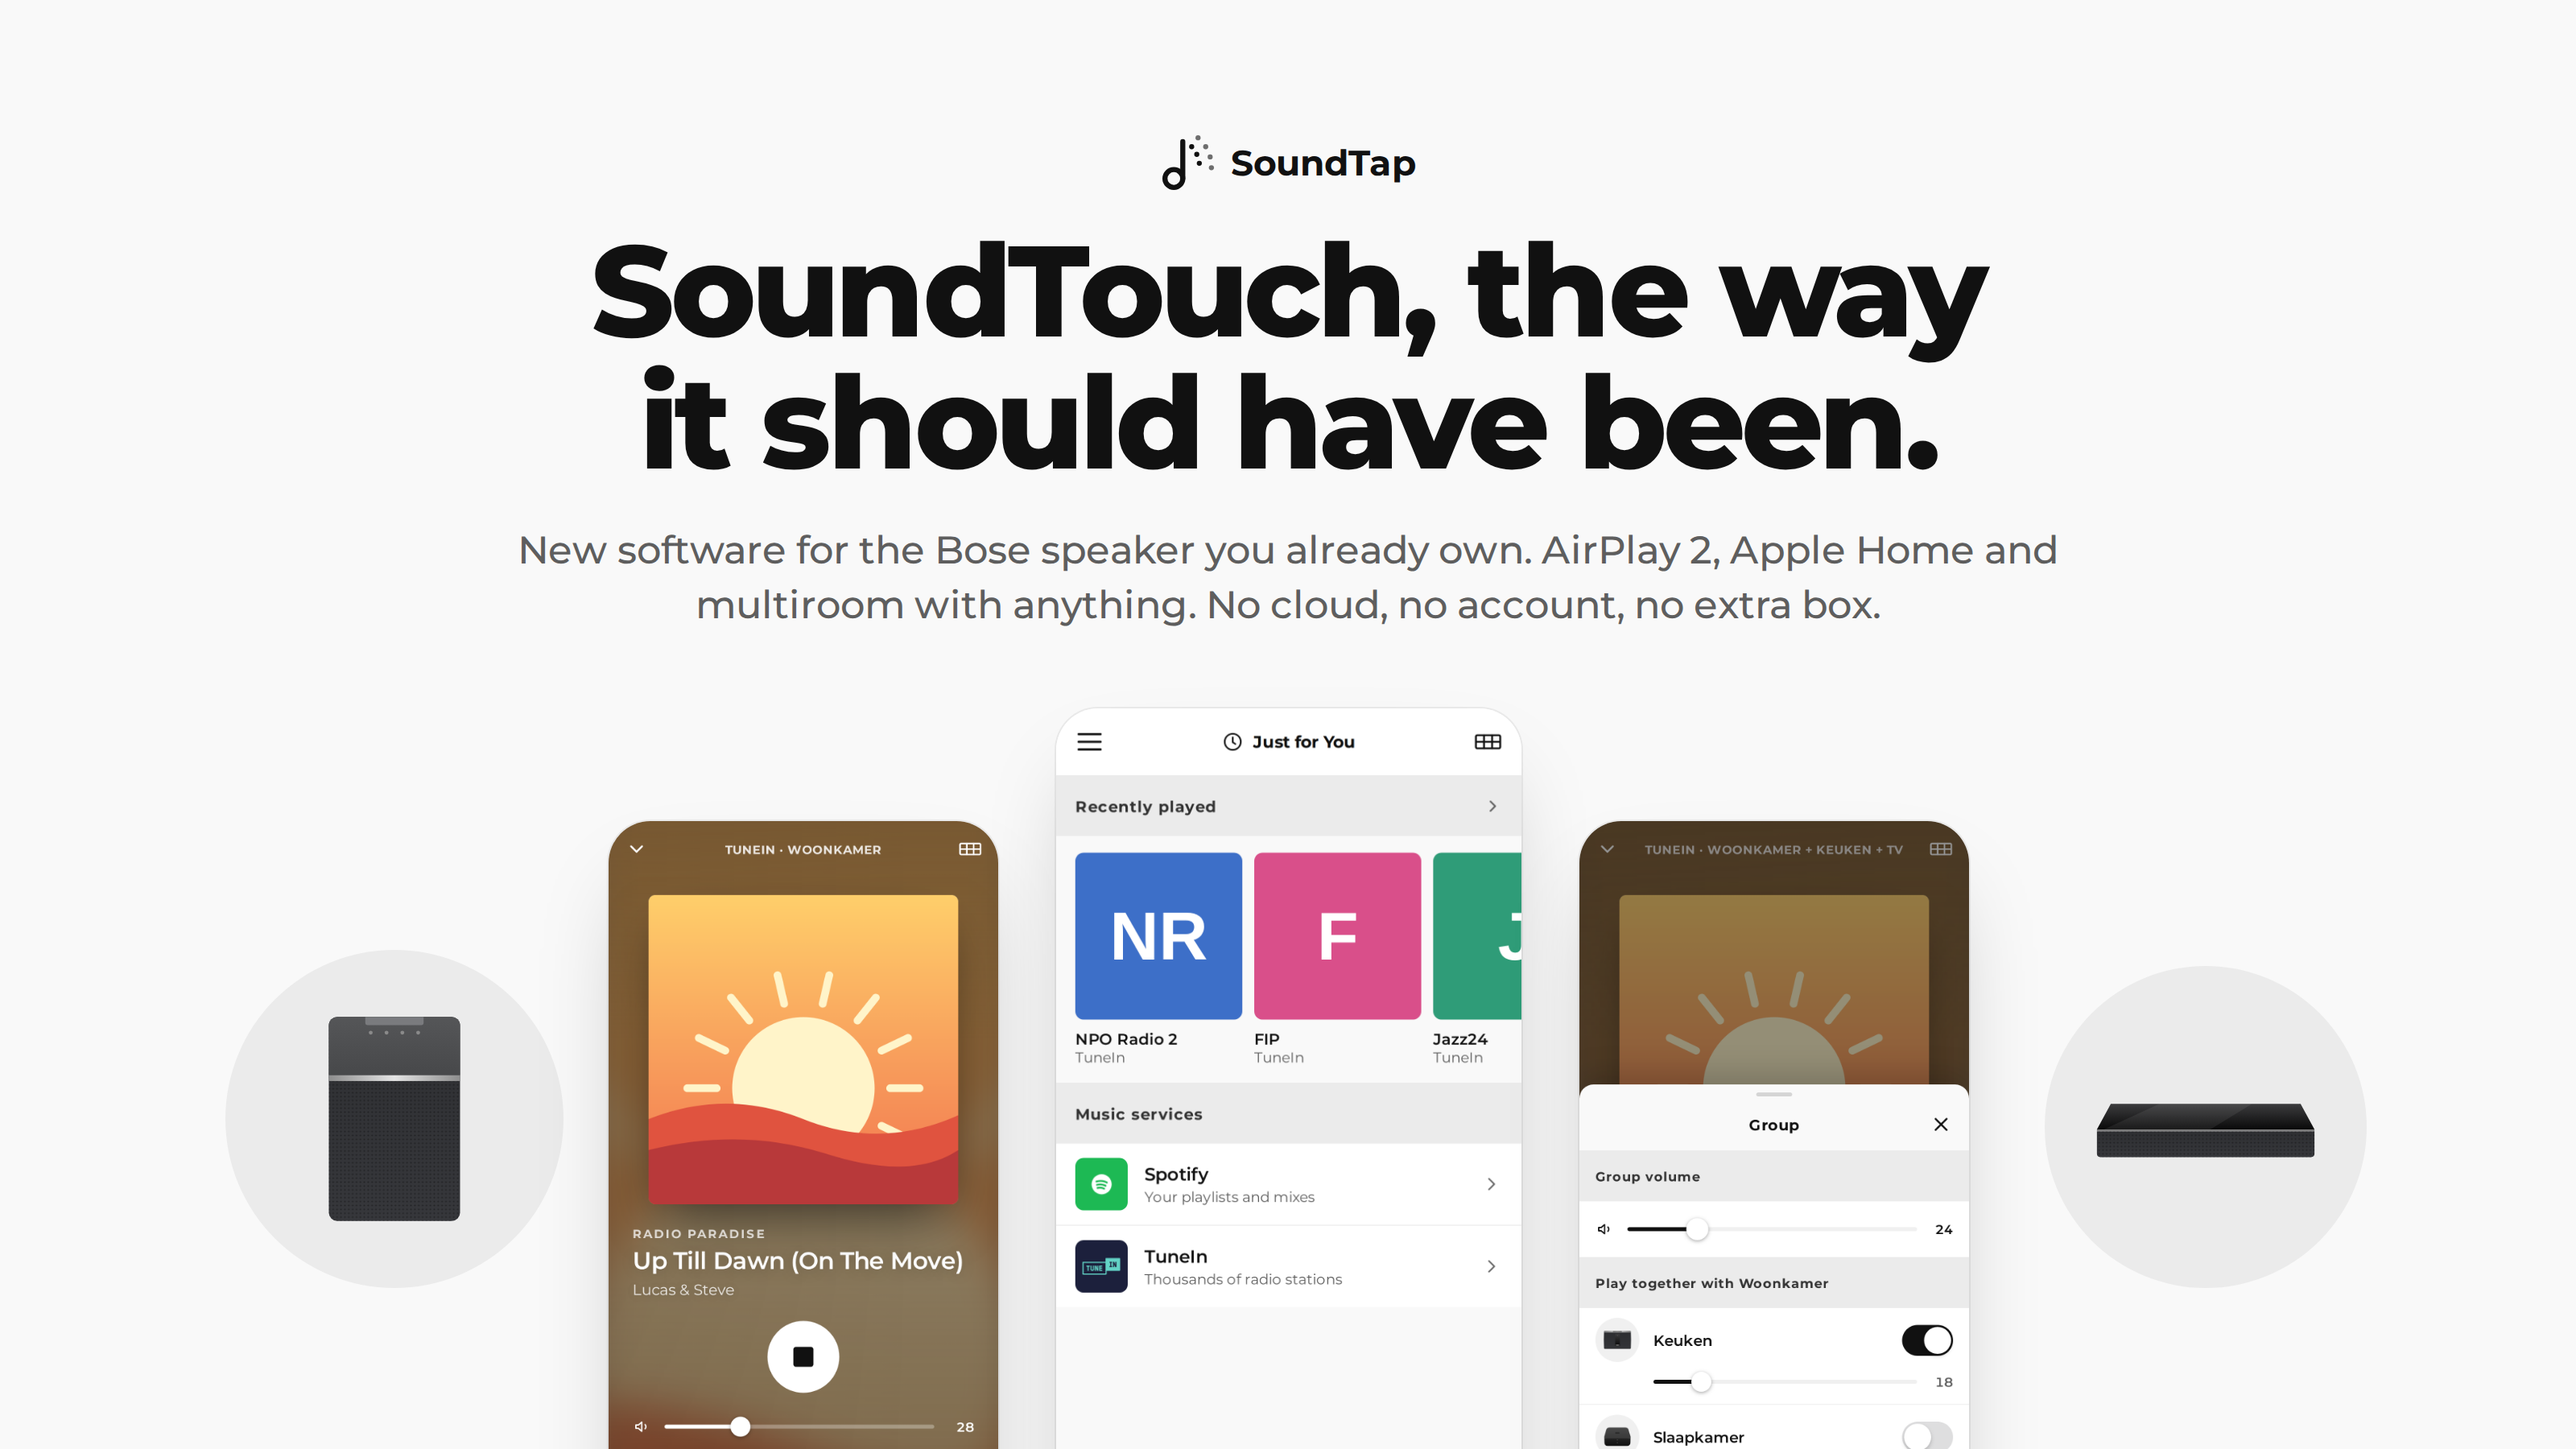 SoundTap
SoundTouch, the way
it should have been.
New software for the Bose speaker you already own. AirPlay 2, Apple Home and
multiroom with anything. No cloud, no account, no extra box.
TUNEIN · WOONKAMER
RADIO PARADISE
Up Till Dawn (On The Move)
Lucas & Steve
28
Just for You
Recently played
NR
F
J
NPO Radio 2
TuneIn
FIP
TuneIn
Jazz24
TuneIn
Music services
Spotify
Your playlists and mixes
TUNE IN
TuneIn
Thousands of radio stations
TUNEIN · WOONKAMER + KEUKEN + TV
Group
Group volume
24
Play together with Woonkamer
Keuken
18
Slaapkamer